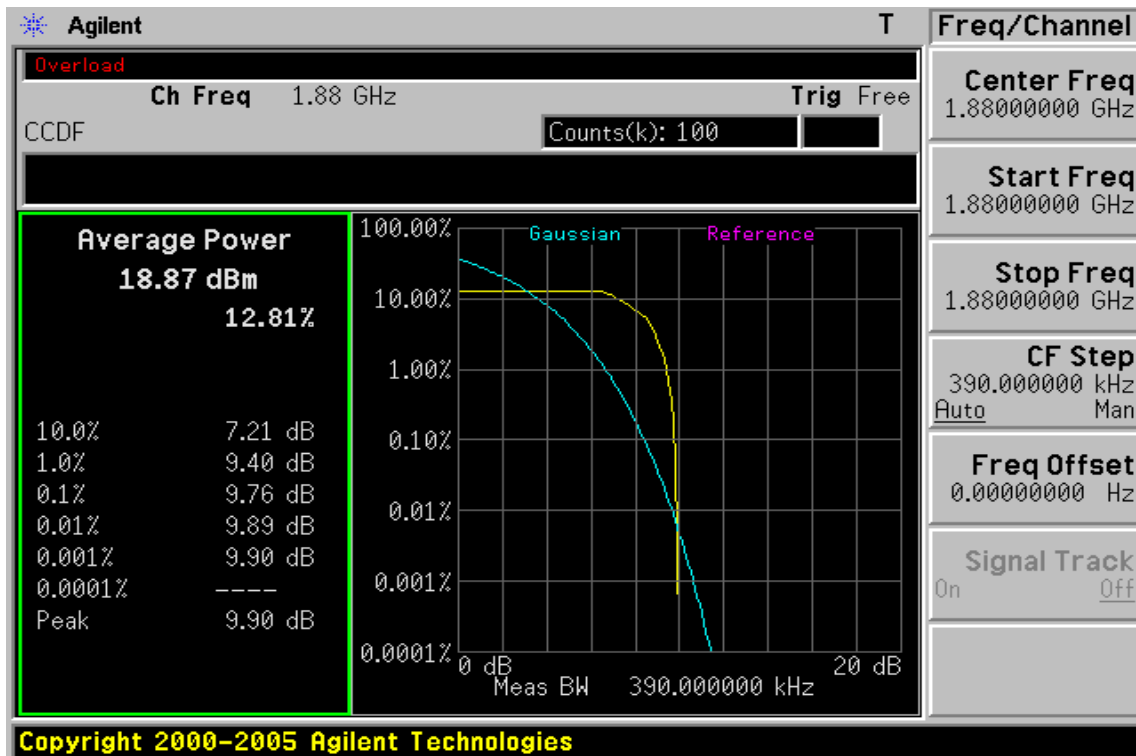 Agilent T
Overload
Ch Freq 1.88 GHz Trig Free
CCDF Counts(k): 100
Average Power
18.87 dBm
12.81%
10.0% 7.21 dB
1.0% 9.40 dB
0.1% 9.76 dB
0.01% 9.89 dB
0.001% 9.90 dB
0.0001% ----
Peak 9.90 dB
Gaussian Reference
100.00%
10.00%
1.00%
0.10%
0.01%
0.001%
0.0001%
0 dB 20 dB
Meas BW 390.000000 kHz
Freq/Channel
Center Freq
1.88000000 GHz
Start Freq
1.88000000 GHz
Stop Freq
1.88000000 GHz
CF Step
390.000000 kHz
Auto Man
Freq Offset
0.00000000 Hz
Signal Track
On Off
Copyright 2000-2005 Agilent Technologies